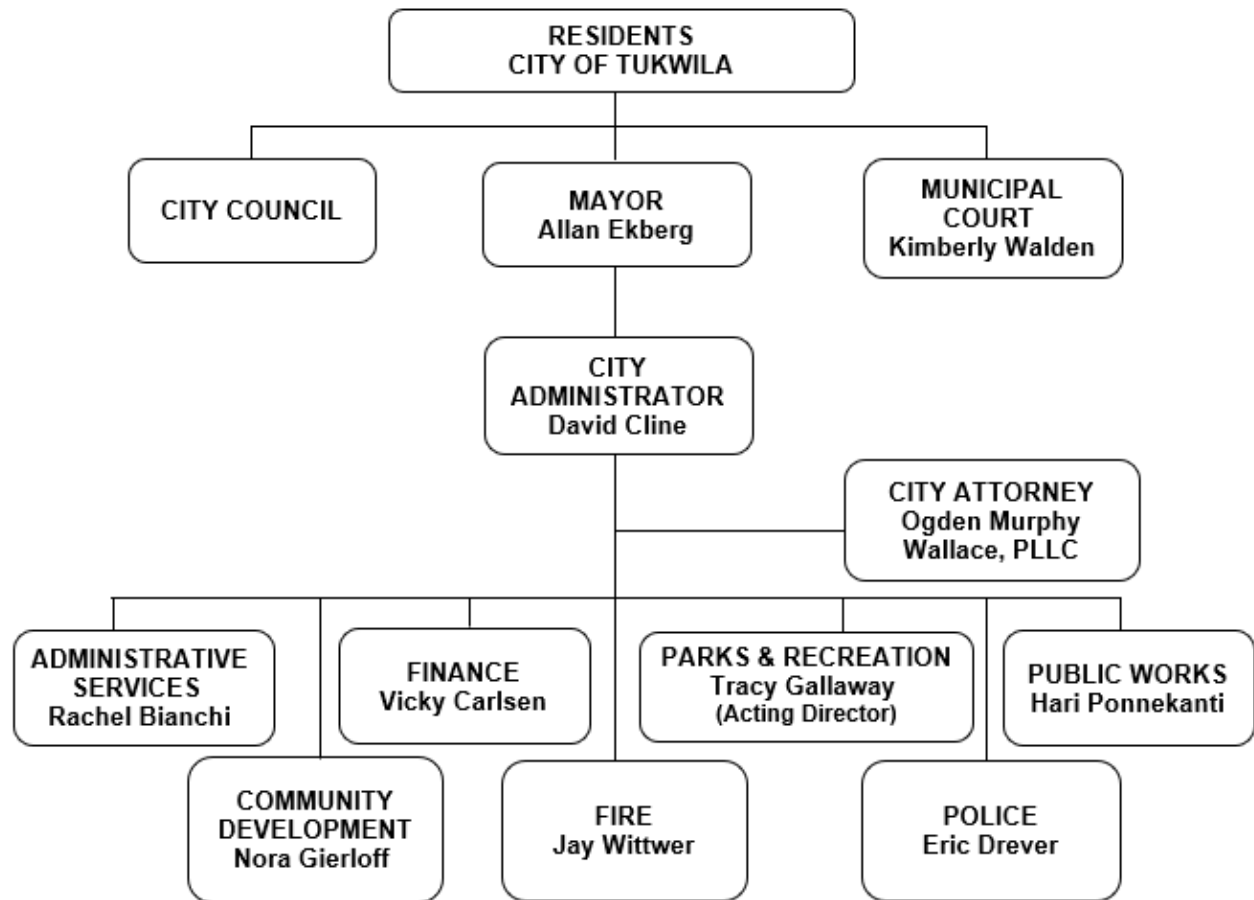 RESIDENTS
CITY OF TUKWILA
CITY COUNCIL
MAYOR
Allan Ekberg
MUNICIPAL
COURT
Kimberly Walden
CITY
ADMINISTRATOR
David Cline
CITY ATTORNEY
Ogden Murphy
Wallace, PLLC
ADMINISTRATIVE
SERVICES
Rachel Bianchi
FINANCE
Vicky Carlsen
PARKS & RECREATION
Tracy Gallaway
(Acting Director)
PUBLIC WORKS
Hari Ponnekanti
COMMUNITY
DEVELOPMENT
Nora Gierloff
FIRE
Jay Wittwer
POLICE
Eric Drever